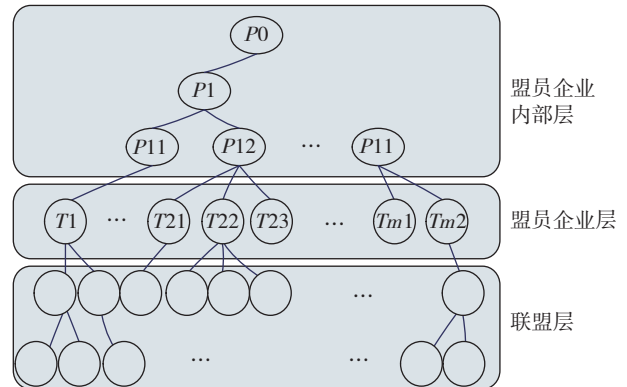 P0
P1
盟员企业
内部层
P11 P12 … P11
T1 … T21 T22 T23 … Tm1 Tm2
盟员企业层
…
联盟层
… …